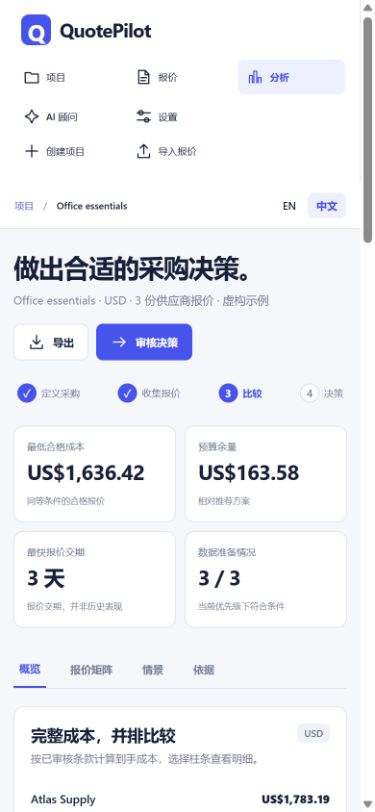 QuotePilot
项目
报价
分析
AI 顾问
设置
创建项目
导入报价
项目 / Office essentials
EN
中文
做出合适的采购决策。
Office essentials · USD · 3 份供应商报价 · 虚构示例
导出
审核决策
定义采购
收集报价
3 比较
4 决策
最低合格成本
US$1,636.42
同等条件的合格报价
预算余量
US$163.58
相对推荐方案
最快报价交期
3 天
报价交期，并非历史表现
数据准备情况
3 / 3
当前优先级下符合条件
概览
报价矩阵
情景
依据
完整成本，并排比较
USD
按已审核条款计算到手成本，选择柱条查看明细。
Atlas Supply
US$1,783.19